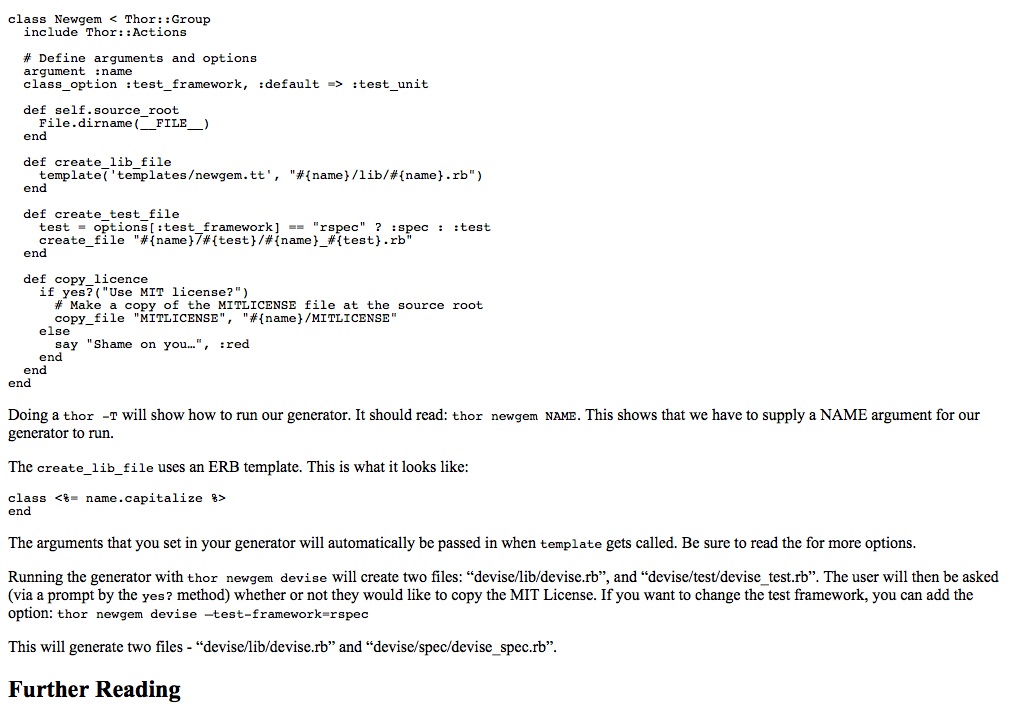 class Newgem < Thor::Group
  include Thor::Actions

  # Define arguments and options
  argument :name
  class_option :test_framework, :default => :test_unit

  def self.source_root
    File.dirname(__FILE__)
  end

  def create_lib_file
    template('templates/newgem.tt', "#{name}/lib/#{name}.rb")
  end

  def create_test_file
    test = options[:test_framework] == "rspec" ? :spec : :test
    create_file "#{name}/#{test}/#{name}_#{test}.rb"
  end

  def copy_licence
    if yes?("Use MIT license?")
      # Make a copy of the MITLICENSE file at the source root
      copy_file "MITLICENSE", "#{name}/MITLICENSE"
    else
      say "Shame on you…", :red
    end
  end
end

Doing a thor -T will show how to run our generator. It should read: thor newgem NAME. This shows that we have to supply a NAME argument for our
generator to run.

The create_lib_file uses an ERB template. This is what it looks like:

class <%= name.capitalize %>
end

The arguments that you set in your generator will automatically be passed in when template gets called. Be sure to read the for more options.

Running the generator with thor newgem devise will create two files: “devise/lib/devise.rb”, and “devise/test/devise_test.rb”. The user will then be asked
(via a prompt by the yes? method) whether or not they would like to copy the MIT License. If you want to change the test framework, you can add the
option: thor newgem devise —test-framework=rspec

This will generate two files - “devise/lib/devise.rb” and “devise/spec/devise_spec.rb”.

Further Reading